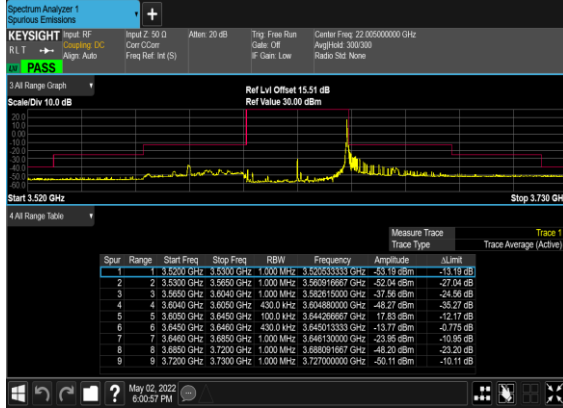 Spectrum Analyzer 1
Spurious Emissions
KEYSIGHT Input: RF Input Z: 50 Ω Atten: 20 dB Trig: Free Run Center Freq: 22.005000000 GHz
RLT Coupling: DC Corr CCorr Gate: Off Avg|Hold: 300/300
Align: Auto Freq Ref: Int (S) IF Gain: Low Radio Std: None
PASS
3 All Range Graph
Ref Lvl Offset 15.51 dB
Scale/Div 10.0 dB Ref Value 30.00 dBm
20.0
10.0
0.00
-10.0
-20.0
-30.0
-40.0
-50.0
-60.0
Start 3.520 GHz Stop 3.730 GH
4 All Range Table
Measure Trace Trace 1
Trace Type Trace Average (Active)
Spur Range Start Freq Stop Freq RBW Frequency Amplitude ΔLimit
1 1 3.5200 GHz 3.5300 GHz 1.000 MHz 3.520533333 GHz -53.19 dBm -13.19 dB
2 2 3.5300 GHz 3.5650 GHz 1.000 MHz 3.560916667 GHz -52.04 dBm -27.04 dB
3 3 3.5650 GHz 3.6040 GHz 1.000 MHz 3.582615000 GHz -37.56 dBm -24.56 dB
4 4 3.6040 GHz 3.6050 GHz 430.0 kHz 3.604880000 GHz -48.27 dBm -35.27 dB
5 5 3.6050 GHz 3.6450 GHz 100.0 kHz 3.644266667 GHz 17.83 dBm -12.17 dB
6 6 3.6450 GHz 3.6460 GHz 430.0 kHz 3.645013333 GHz -13.77 dBm -0.775 dB
7 7 3.6460 GHz 3.6850 GHz 1.000 MHz 3.646130000 GHz -23.95 dBm -10.95 dB
8 8 3.6850 GHz 3.7200 GHz 1.000 MHz 3.688091667 GHz -48.20 dBm -23.20 dB
9 9 3.7200 GHz 3.7300 GHz 1.000 MHz 3.727000000 GHz -50.11 dBm -10.11 dB
May 02, 2022
6:00:57 PM